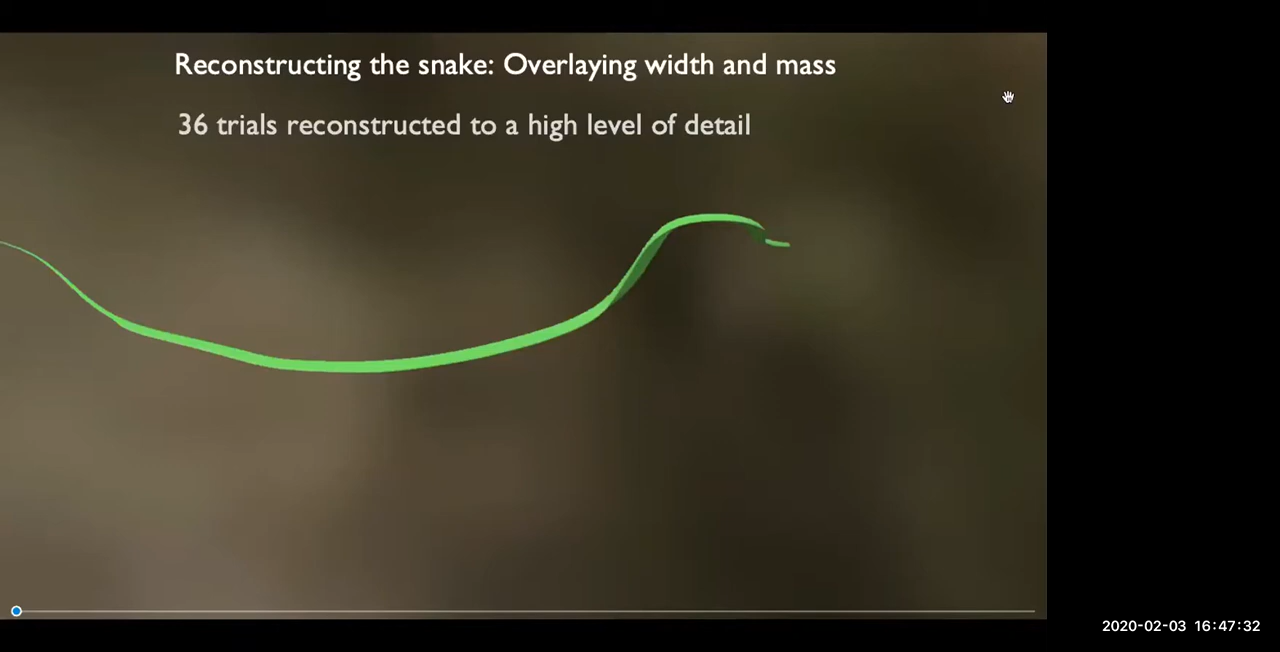 Reconstructing the snake: Overlaying width and mass
36 trials reconstructed to a high level of detail
2020-02-03 16:47:32